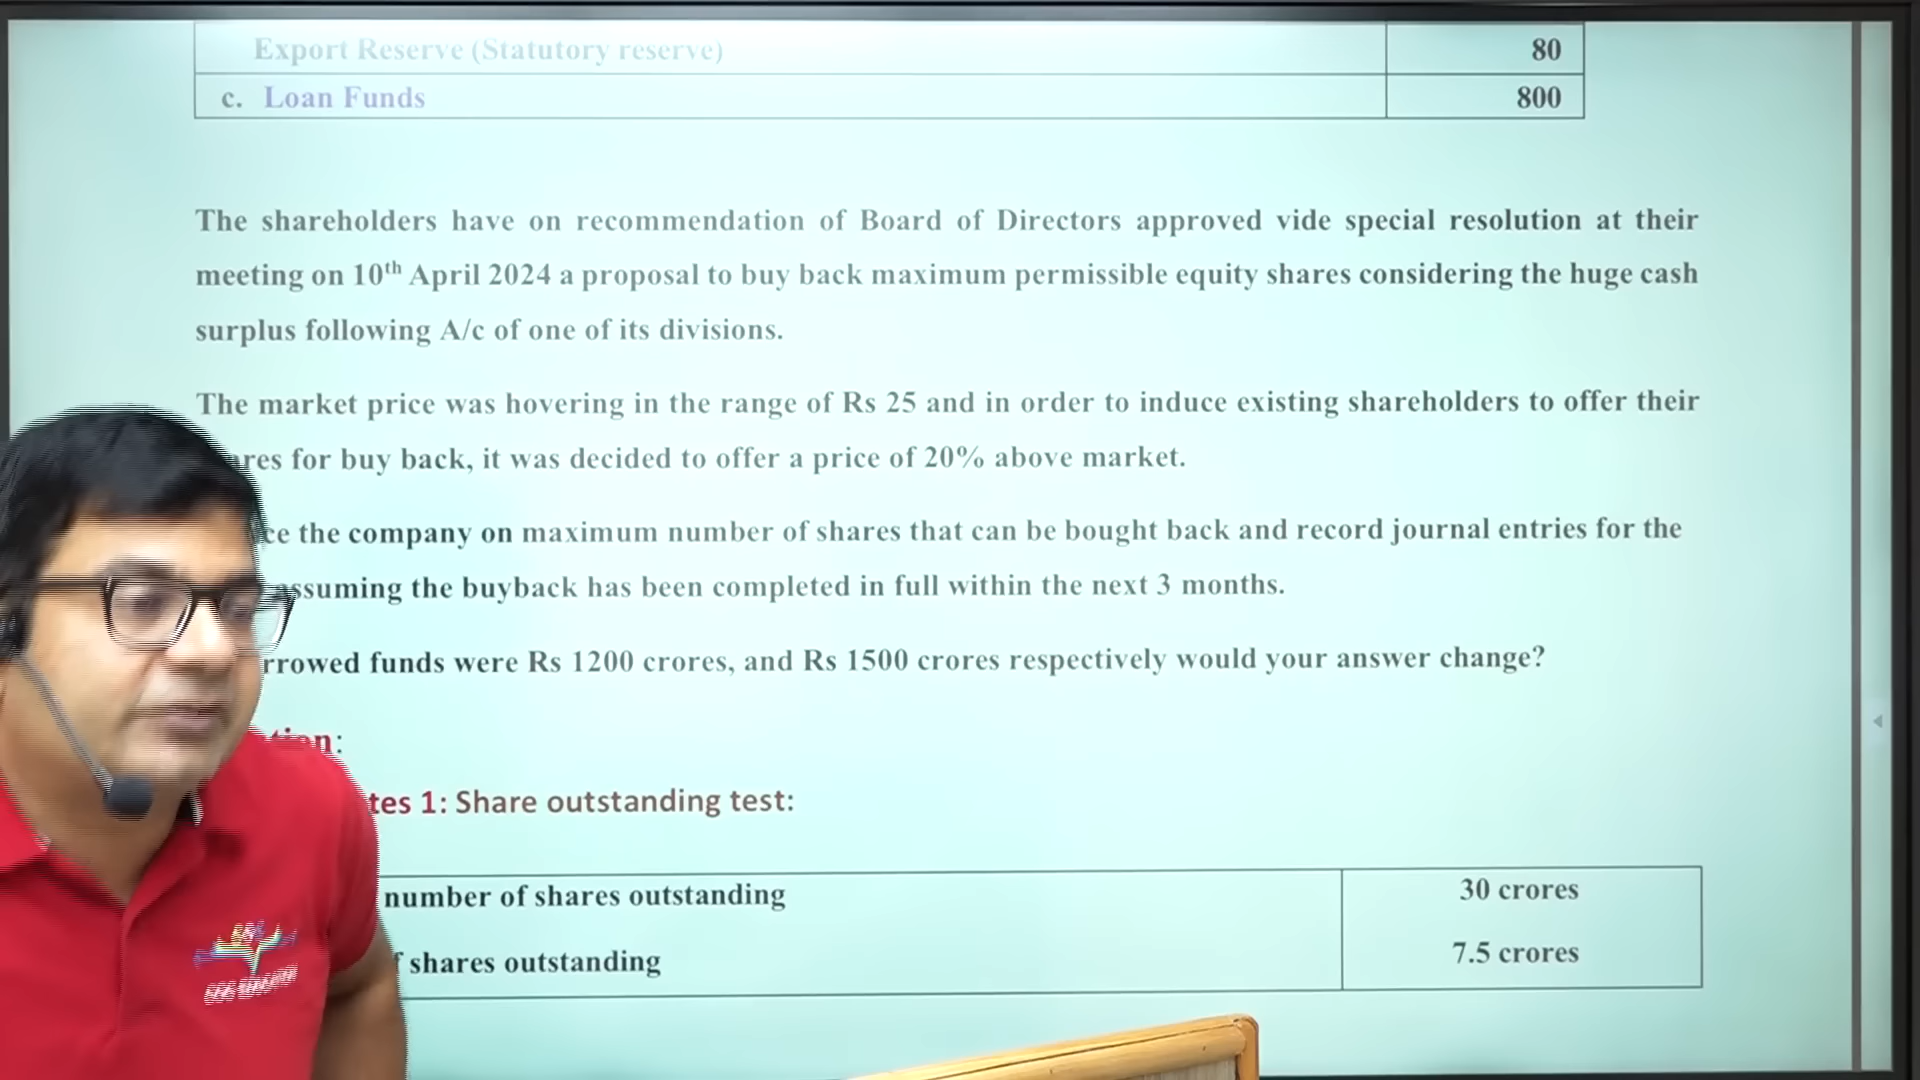 Export Reserve (Statutory reserve) 80
c. Loan Funds 800
The shareholders have on recommendation of Board of Directors approved vide special resolution at their
meeting on 10th April 2024 a proposal to buy back maximum permissible equity shares considering the huge cash
surplus following A/c of one of its divisions.
The market price was hovering in the range of Rs 25 and in order to induce existing shareholders to offer their
res for buy back, it was decided to offer a price of 20% above market.
ce the company on maximum number of shares that can be bought back and record journal entries for the
ssuming the buyback has been completed in full within the next 3 months.
rrowed funds were Rs 1200 crores, and Rs 1500 crores respectively would your answer change?
tion:
tes 1: Share outstanding test:
number of shares outstanding 30 crores
shares outstanding 7.5 crores